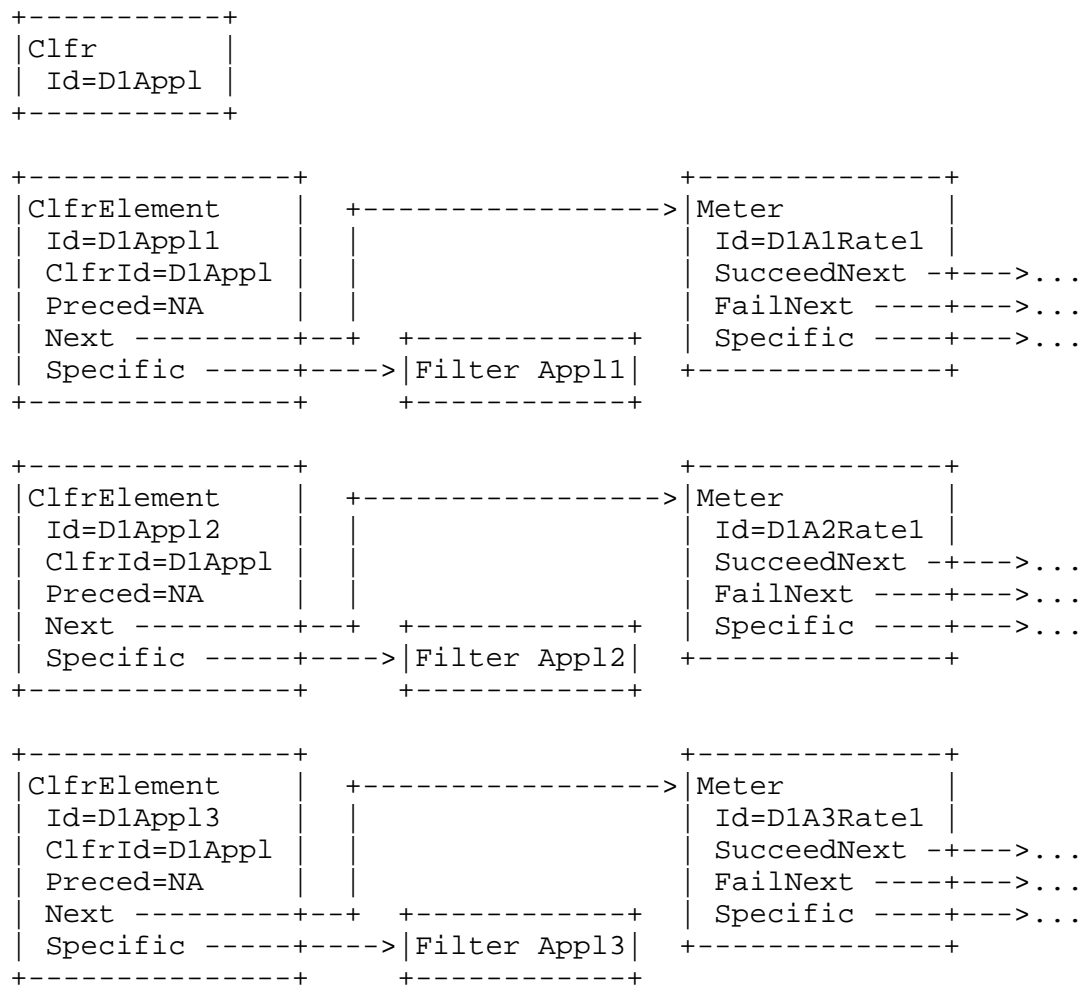 +-----------+
|Clfr       |
| Id=D1Appl |
+-----------+

+---------------+                     +--------------+
|ClfrElement    |  +----------------->|Meter         |
| Id=D1Appl1    |  |                  | Id=D1A1Rate1 |
| ClfrId=D1Appl |  |                  | SucceedNext -+--->...
| Preced=NA     |  |                  | FailNext ----+--->...
| Next ---------+--+  +------------+  | Specific ----+--->...
| Specific -----+---->|Filter Appl1|  +--------------+
+---------------+     +------------+

+---------------+                     +--------------+
|ClfrElement    |  +----------------->|Meter         |
| Id=D1Appl2    |  |                  | Id=D1A2Rate1 |
| ClfrId=D1Appl |  |                  | SucceedNext -+--->...
| Preced=NA     |  |                  | FailNext ----+--->...
| Next ---------+--+  +------------+  | Specific ----+--->...
| Specific -----+---->|Filter Appl2|  +--------------+
+---------------+     +------------+

+---------------+                     +--------------+
|ClfrElement    |  +----------------->|Meter         |
| Id=D1Appl3    |  |                  | Id=D1A3Rate1 |
| ClfrId=D1Appl |  |                  | SucceedNext -+--->...
| Preced=NA     |  |                  | FailNext ----+--->...
| Next ---------+--+  +------------+  | Specific ----+--->...
| Specific -----+---->|Filter Appl3|  +--------------+
+---------------+     +------------+